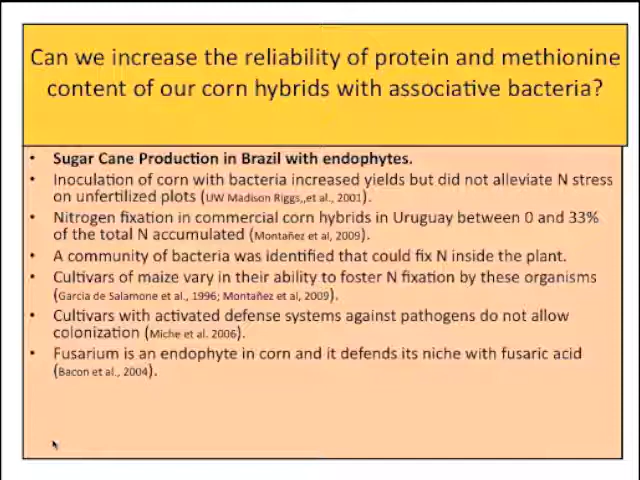 Can we increase the reliability of protein and methionine
content of our corn hybrids with associative bacteria?
• Sugar Cane Production in Brazil with endophytes.
• Inoculation of corn with bacteria increased yields but did not alleviate N stress
on unfertilized plots (UW Madison Riggs,,et al., 2001).
• Nitrogen fixation in commercial corn hybrids in Uruguay between 0 and 33%
of the total N accumulated (Montañez et al, 2009).
• A community of bacteria was identified that could fix N inside the plant.
• Cultivars of maize vary in their ability to foster N fixation by these organisms
(Garcia de Salamone et al., 1996; Montañez et al, 2009).
• Cultivars with activated defense systems against pathogens do not allow
colonization (Miche et al. 2006).
• Fusarium is an endophyte in corn and it defends its niche with fusaric acid
(Bacon et al., 2004).